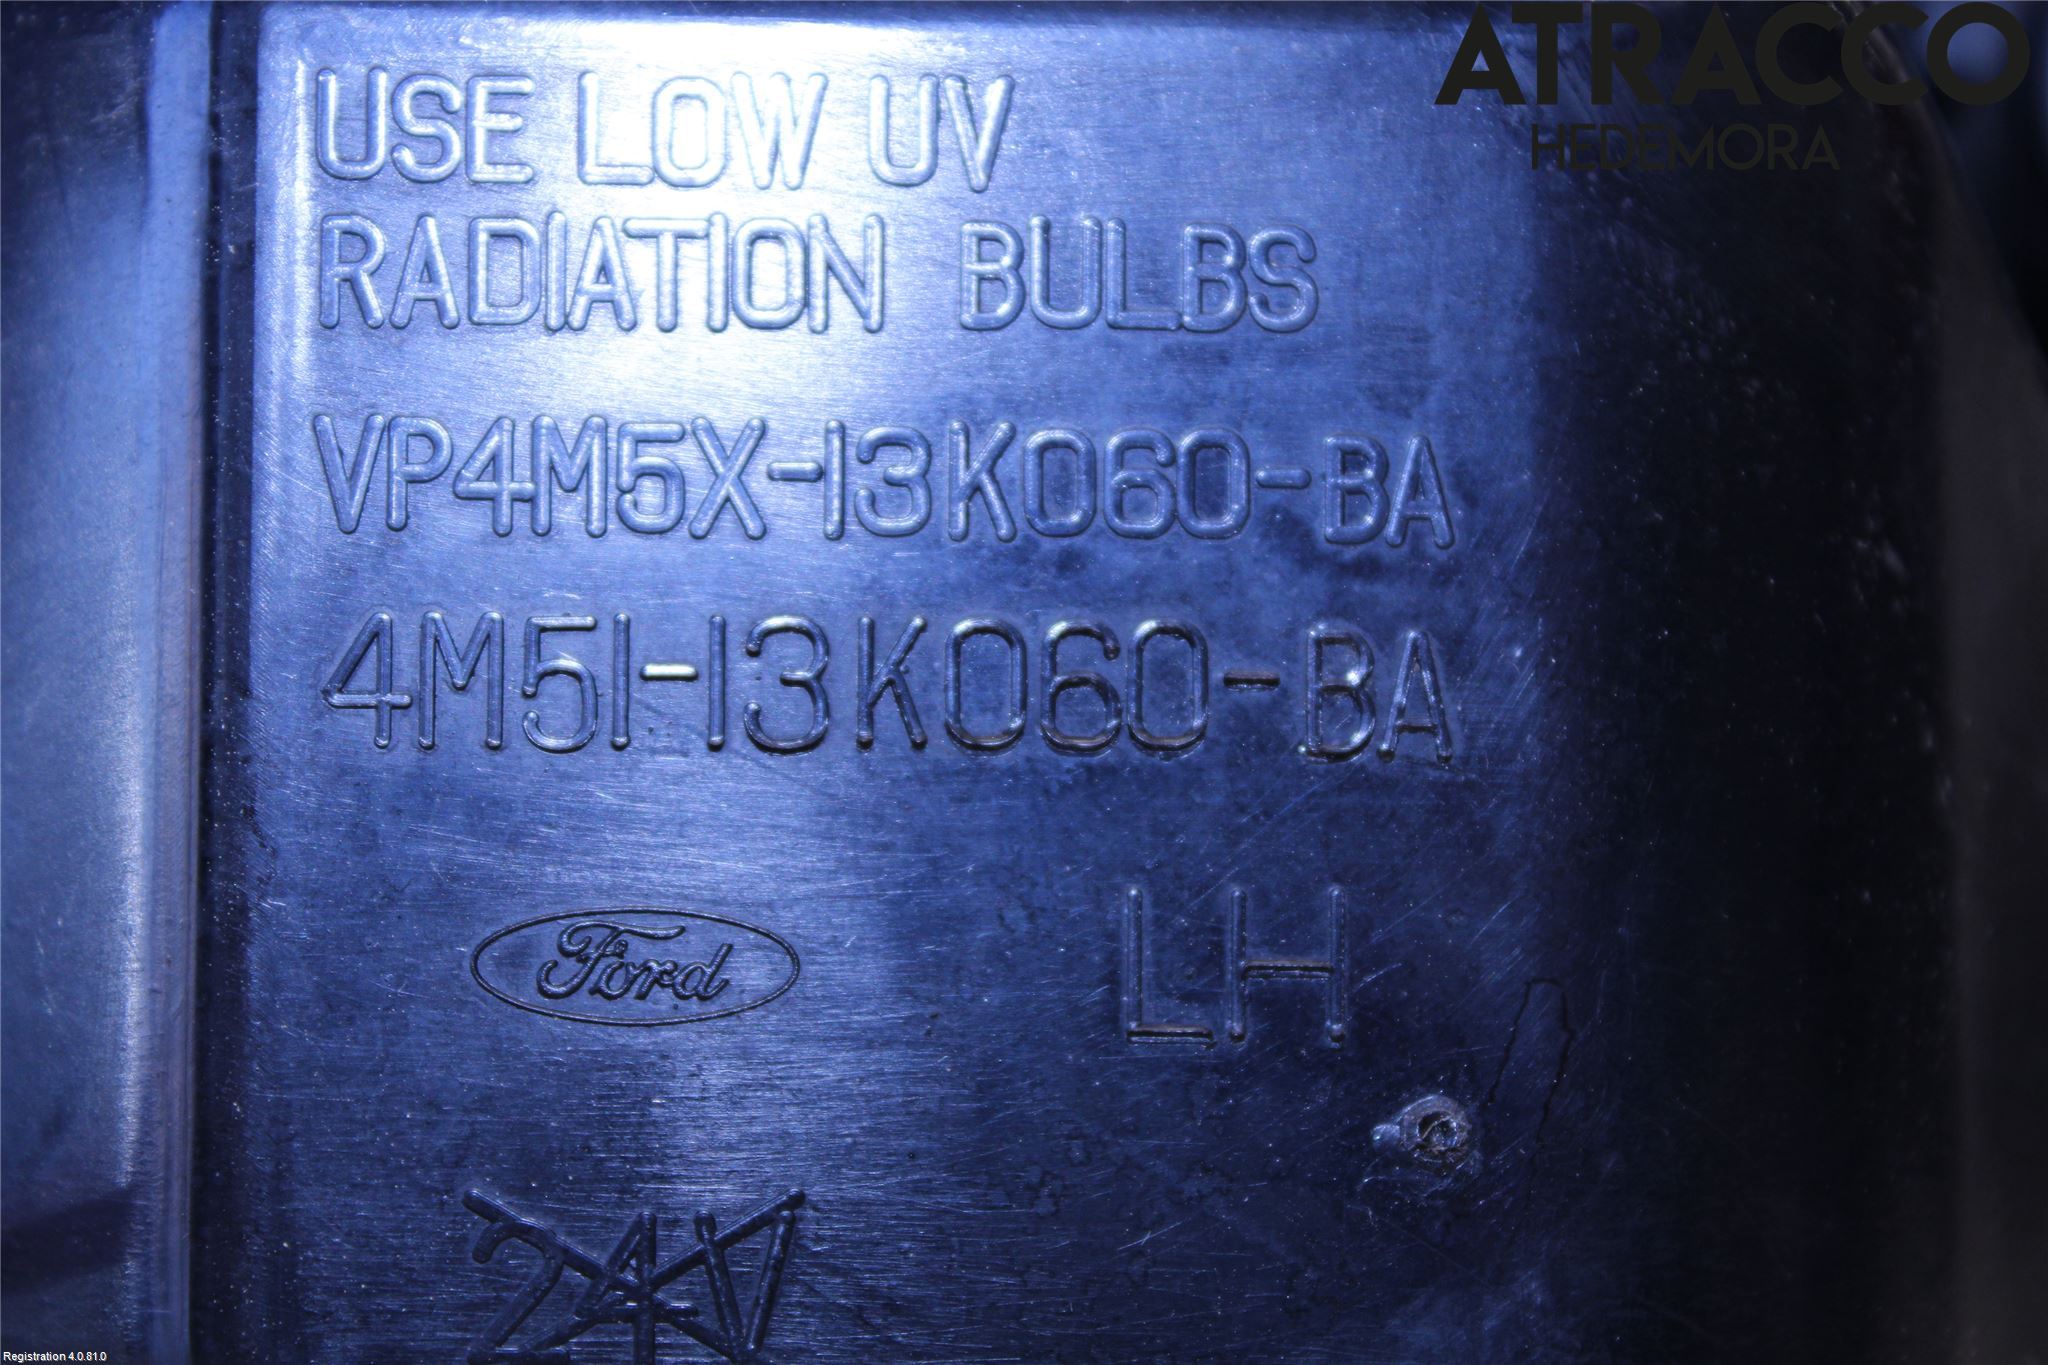 ATRACCO
HEDEMORA
USE LOW UV
RADIATION BULBS
VP4M5X-13K060-BA
4M51-13K060-BA
Ford
LH
24V
Registration 4.0.81.0